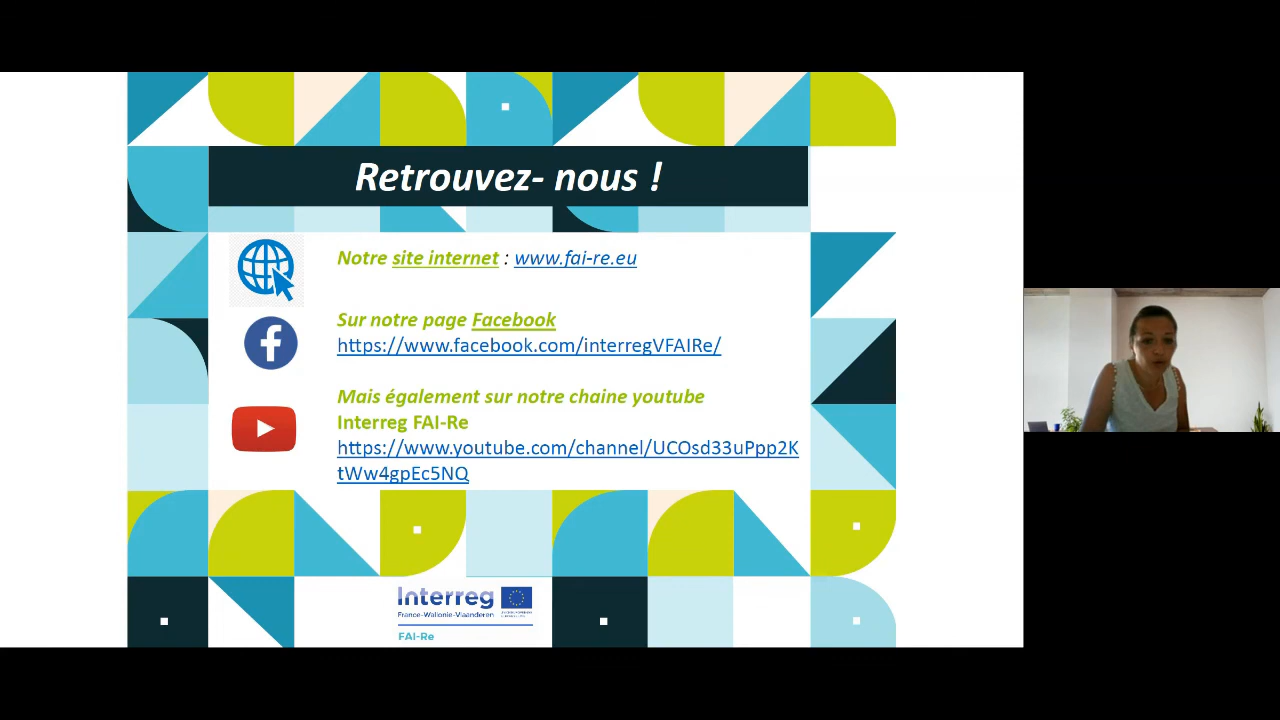 Retrouvez- nous !
Notre site internet : www.fai-re.eu
Sur notre page Facebook
https://www.facebook.com/interregVFAIRe/
Mais également sur notre chaine youtube
Interreg FAI-Re
https://www.youtube.com/channel/UCOsd33uPpp2K
tWw4gpEc5NQ
Interreg
France-Wallonie-Vlaanderen
FAI-Re